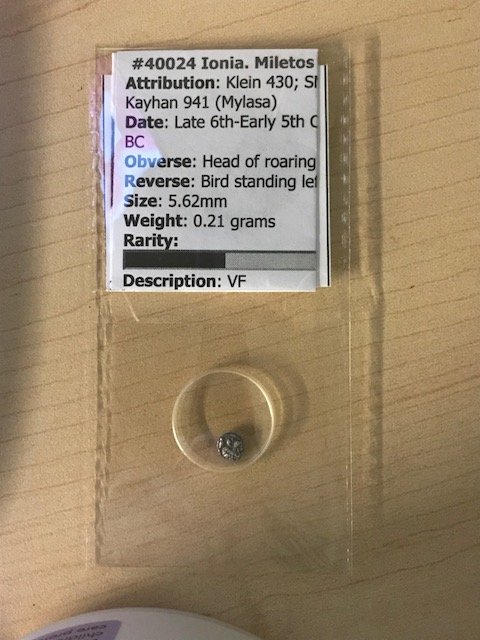 #40024 Ionia. Miletos
Attribution: Klein 430;
Kayhan 941 (Mylasa)
Date: Late 6th-Early 5th
BC
Obverse: Head of roaring
Reverse: Bird standing
Size: 5.62mm
Weight: 0.21 grams
Rarity:
Description: VF